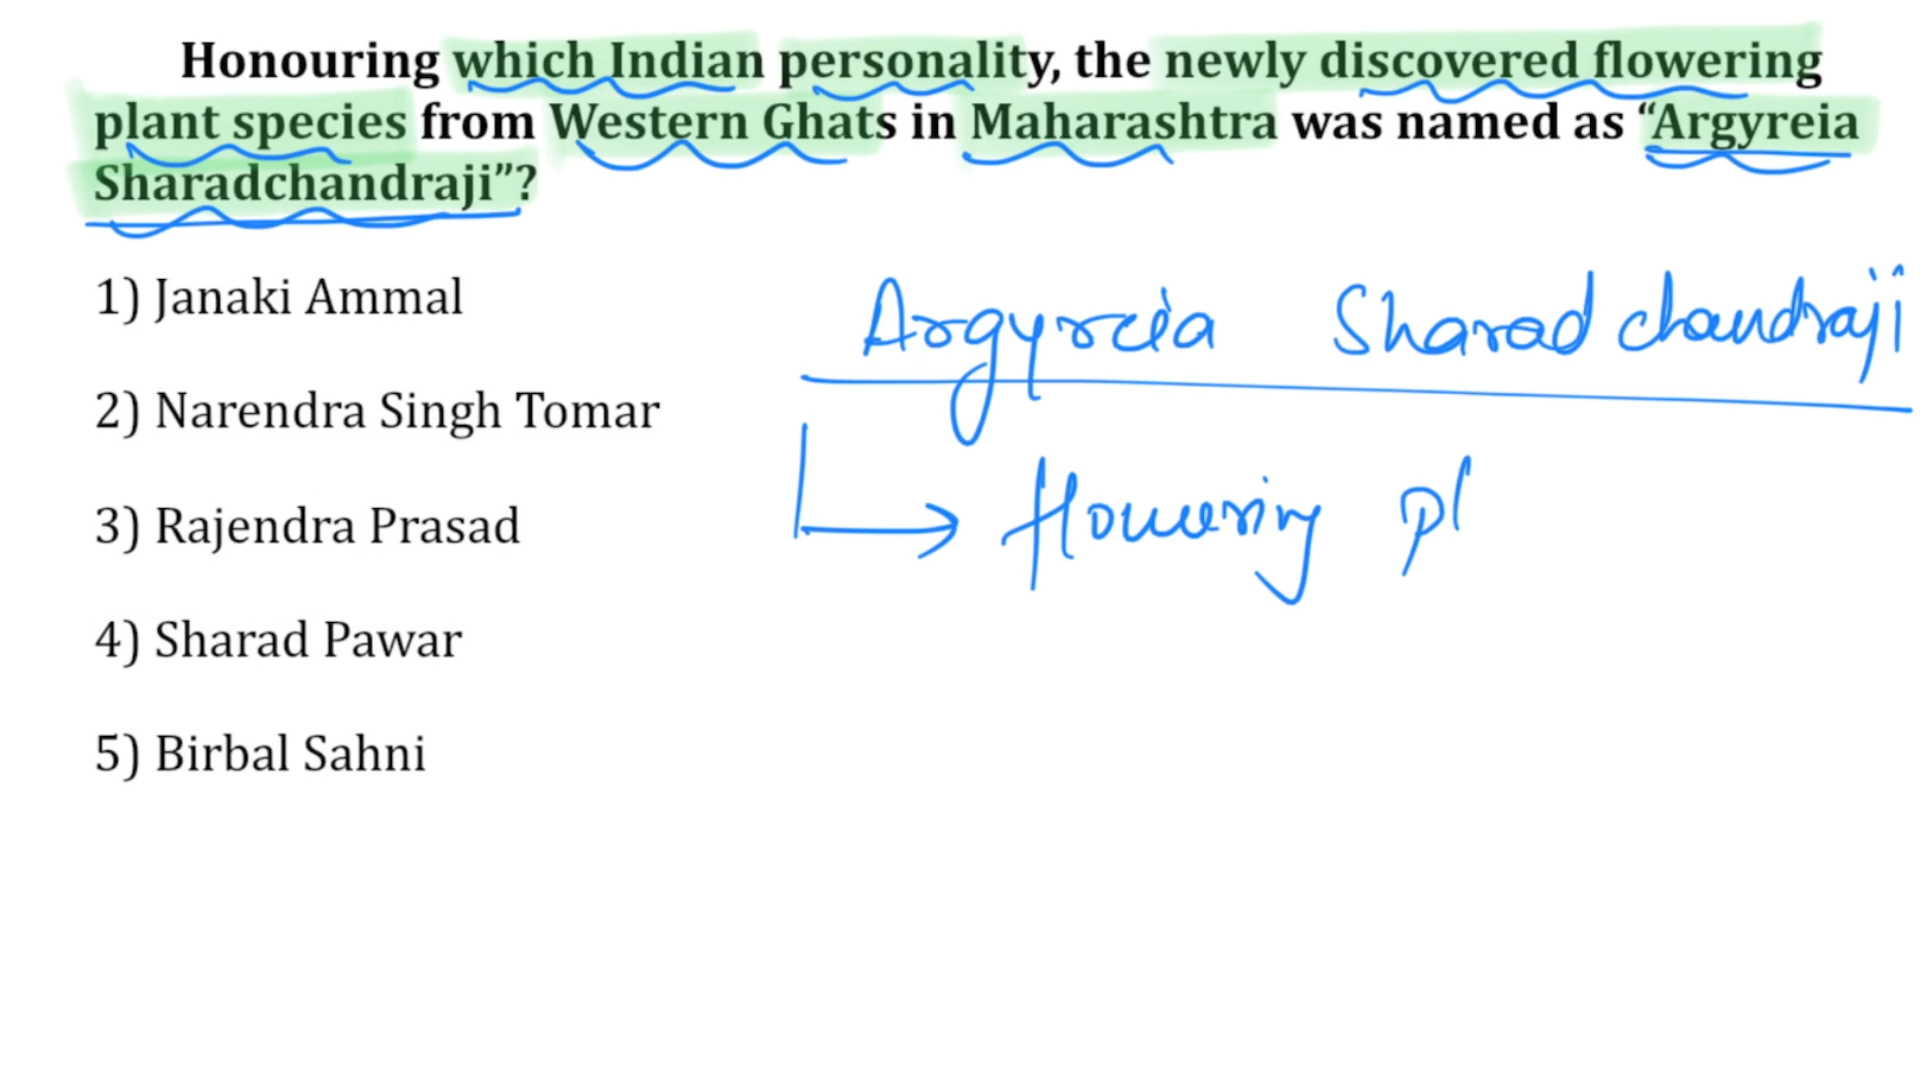 Honouring which Indian personality, the newly discovered flowering
plant species from Western Ghats in Maharashtra was named as “Argyreia
Sharadchandraji”?
1) Janaki Ammal
Argyreia Sharadchandraji
2) Narendra Singh Tomar
3) Rajendra Prasad
flowering pl
4) Sharad Pawar
5) Birbal Sahni